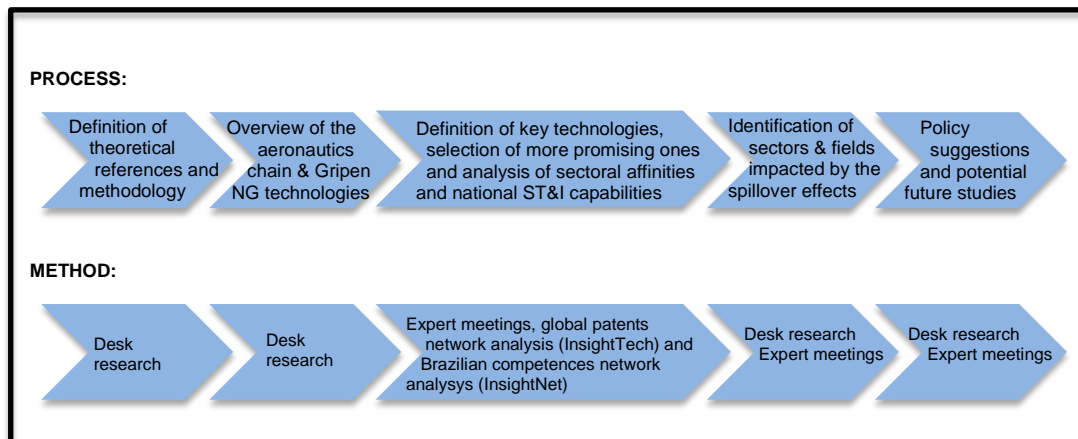 PROCESS:
Definition of
theoretical
references and
methodology
Overview of the
aeronautics
chain & Gripen
NG technologies
Definition of key technologies,
selection of more promising ones
and analysis of sectoral affinities
and national ST&I capabilities
Identification of
sectors & fields
impacted by the
spillover effects
Policy
suggestions
and potential
future studies
METHOD:
Desk
research
Desk
research
Expert meetings, global patents
network analysis (InsightTech) and
Brazilian competences network
analysys (InsightNet)
Desk research
Expert meetings
Desk research
Expert meetings